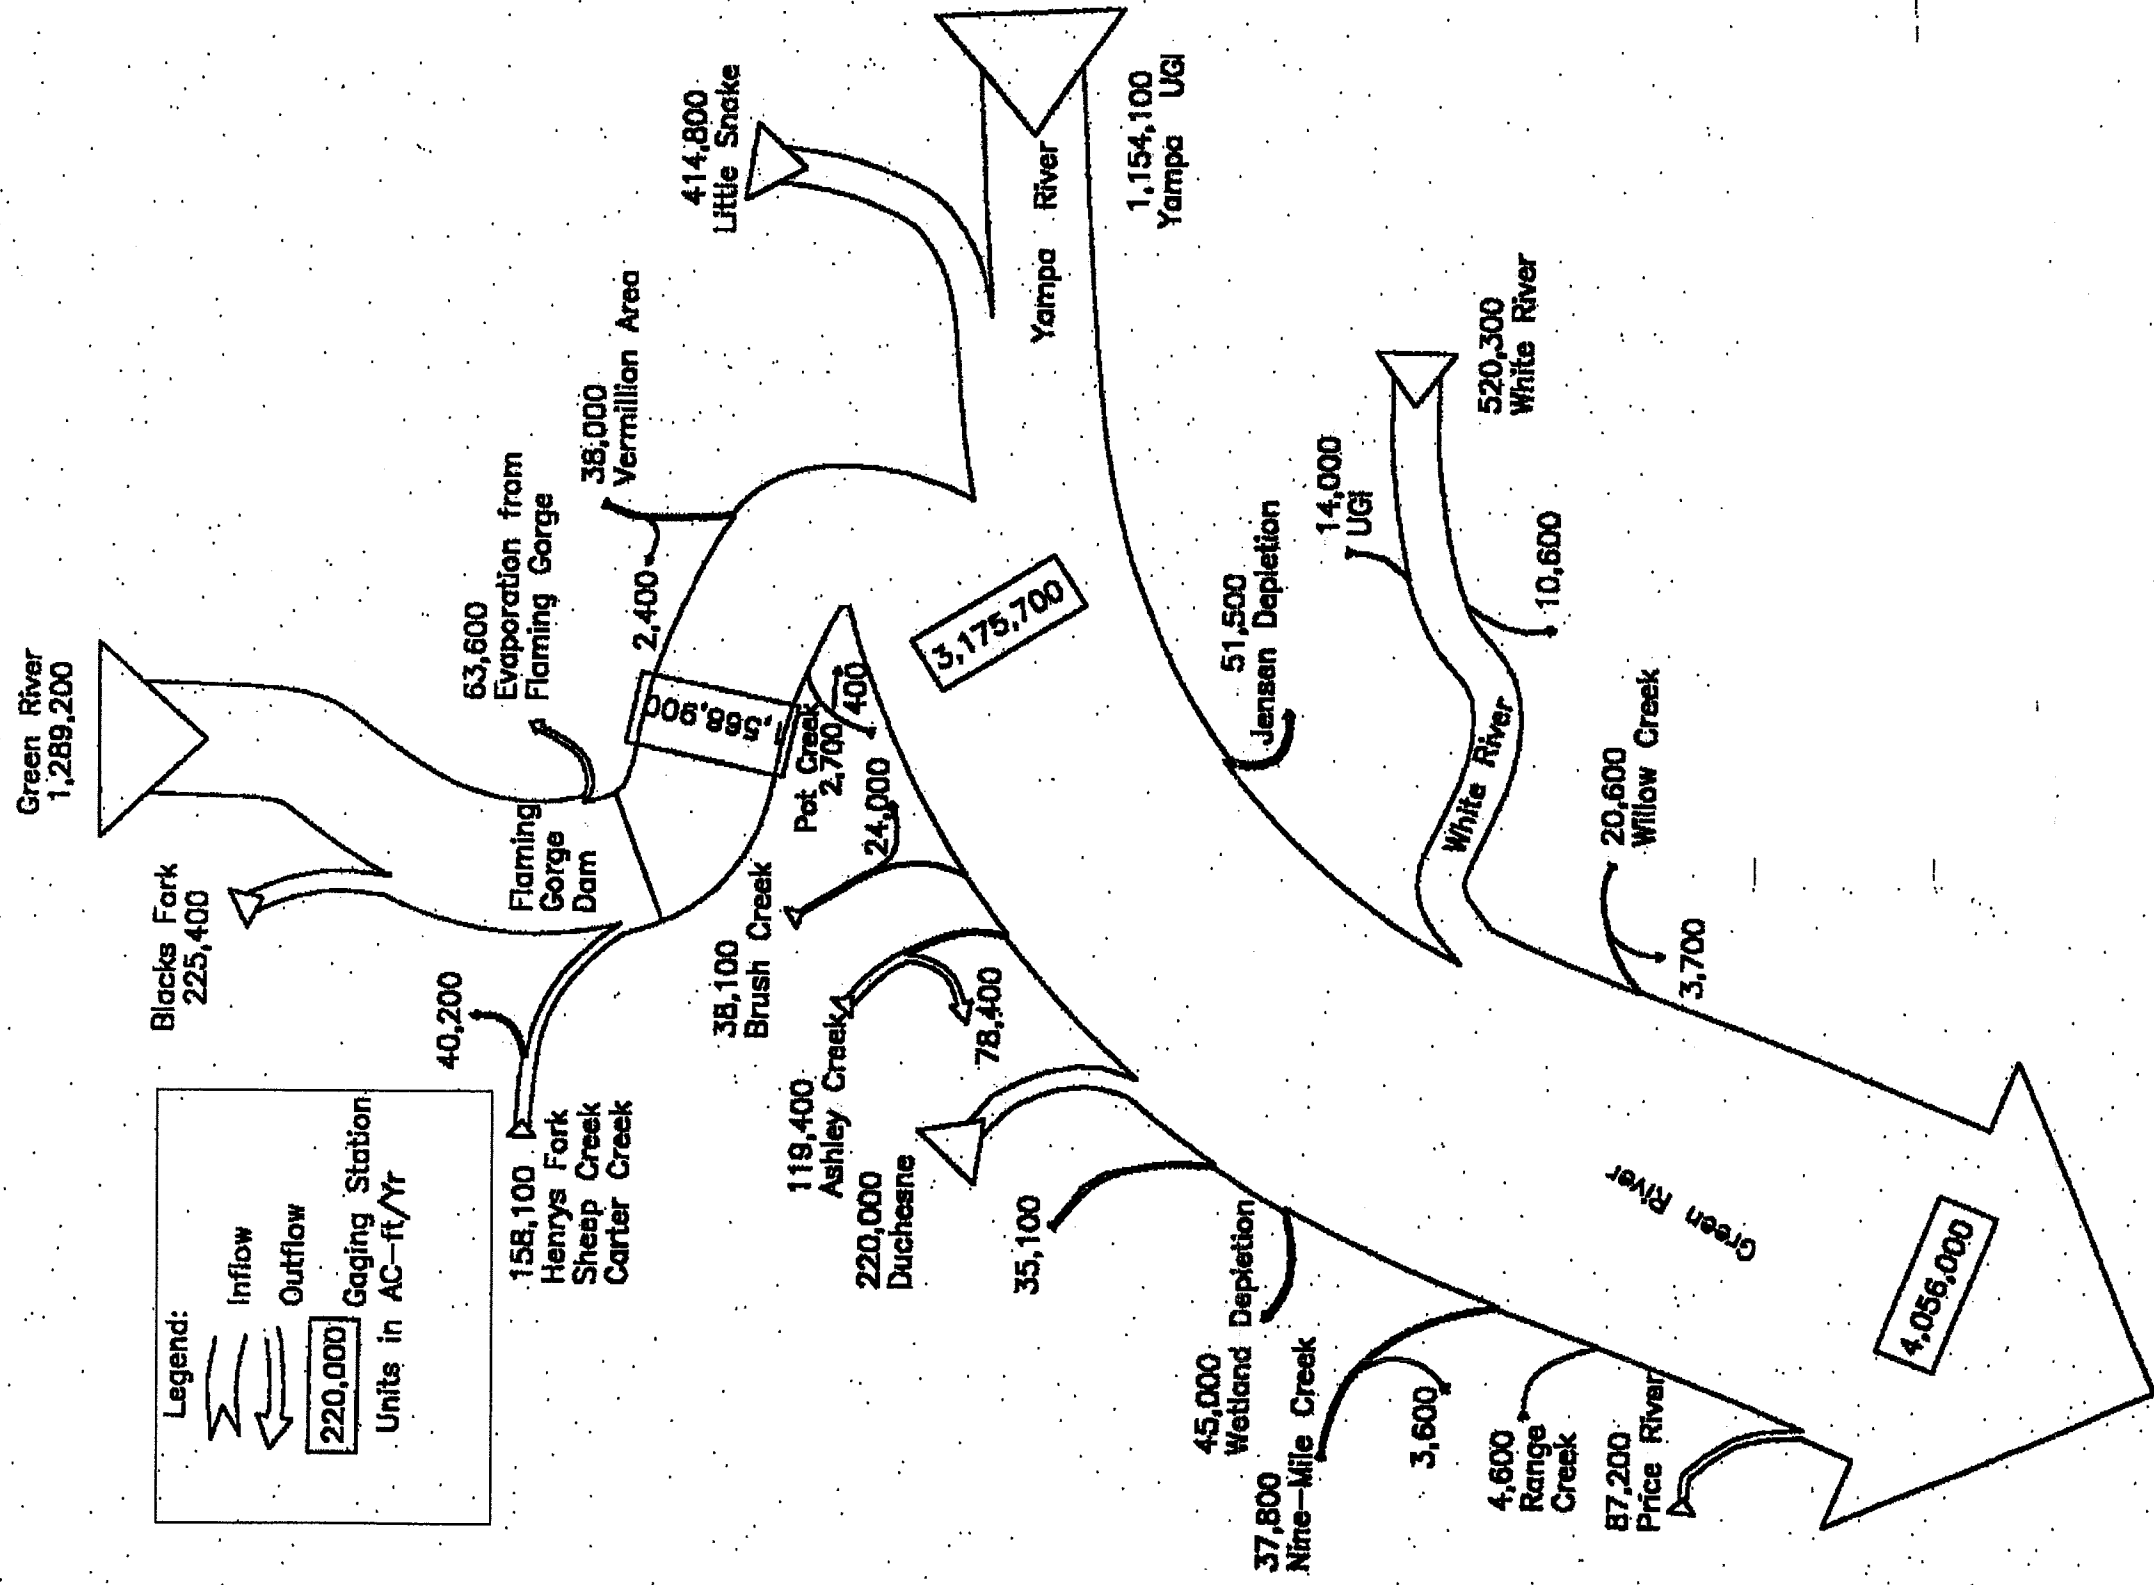 Green River
1,289,200
Blacks Fork
225,400
Legend:
Inflow
Outflow
220,000
Gaging Station
Units in AC-ft/Yr
40,200
158,100
Henrys Fork
Sheep Creek
Carter Creek
Flaming
Gorge
Dam
63,600
Evaporation from
Flaming Gorge
38,000
Vermillion Area
2,400
414,800
Little Snake
Yampa River
1,154,100
Yampa UGI
Pot Creek
2,700
400
24,000
38,100
Brush Creek
3,175,700
119,400
Ashley Creek
78,400
220,000
Duchesne
35,100
51,500
Jensen Depletion
14,000
UGI
520,300
White River
10,600
White River
20,600
Willow Creek
3,700
45,000
Wetland Depletion
37,800
Nine-Mile Creek
3,600
4,600
Range
Creek
87,200
Price River
Green River
4,056,000